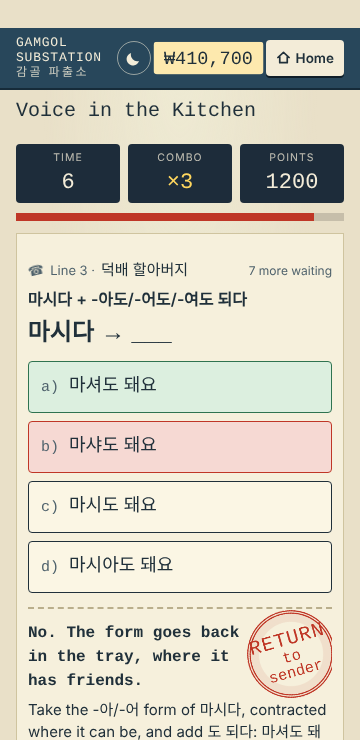 GAMGOL
SUBSTATION
감골 파출소
₩410,700
Home
Voice in the Kitchen
TIME
6
COMBO
×3
POINTS
1200
☎ Line 3 · 덕배 할아버지
7 more waiting
마시다 + -아도/-어도/-여도 되다
마시다 → ___
a) 마셔도 돼요
b) 마샤도 돼요
c) 마시도 돼요
d) 마시아도 돼요
No. The form goes back
in the tray, where it
has friends.
RETURN
to
sender
Take the -아/-어 form of 마시다, contracted
where it can be, and add 도 되다: 마셔도 돼